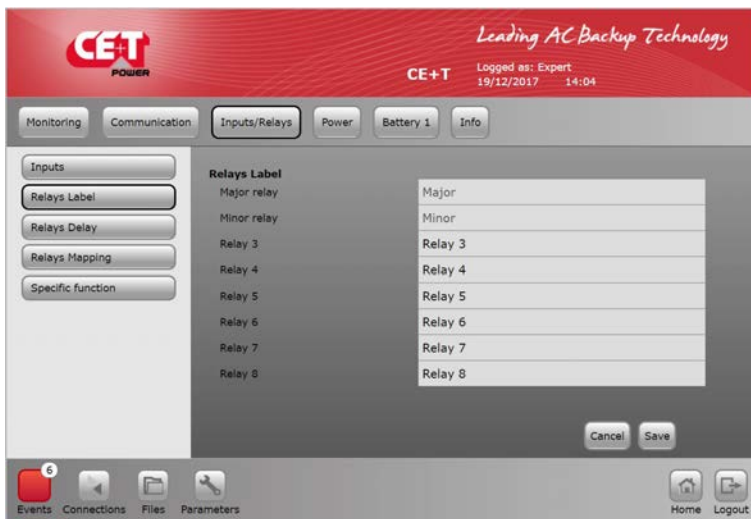 CE+T
POWER
Leading AC Backup Technology
CE+T
Logged as: Expert
19/12/2017 14:04
Monitoring
Communication
Inputs/Relays
Power
Battery 1
Info
Inputs
Relays Label
Relays Delay
Relays Mapping
Specific function
Relays Label
Major relay Major
Minor relay Minor
Relay 3 Relay 3
Relay 4 Relay 4
Relay 5 Relay 5
Relay 6 Relay 6
Relay 7 Relay 7
Relay 8 Relay 8
Cancel Save
6
Events Connections Files Parameters Home Logout